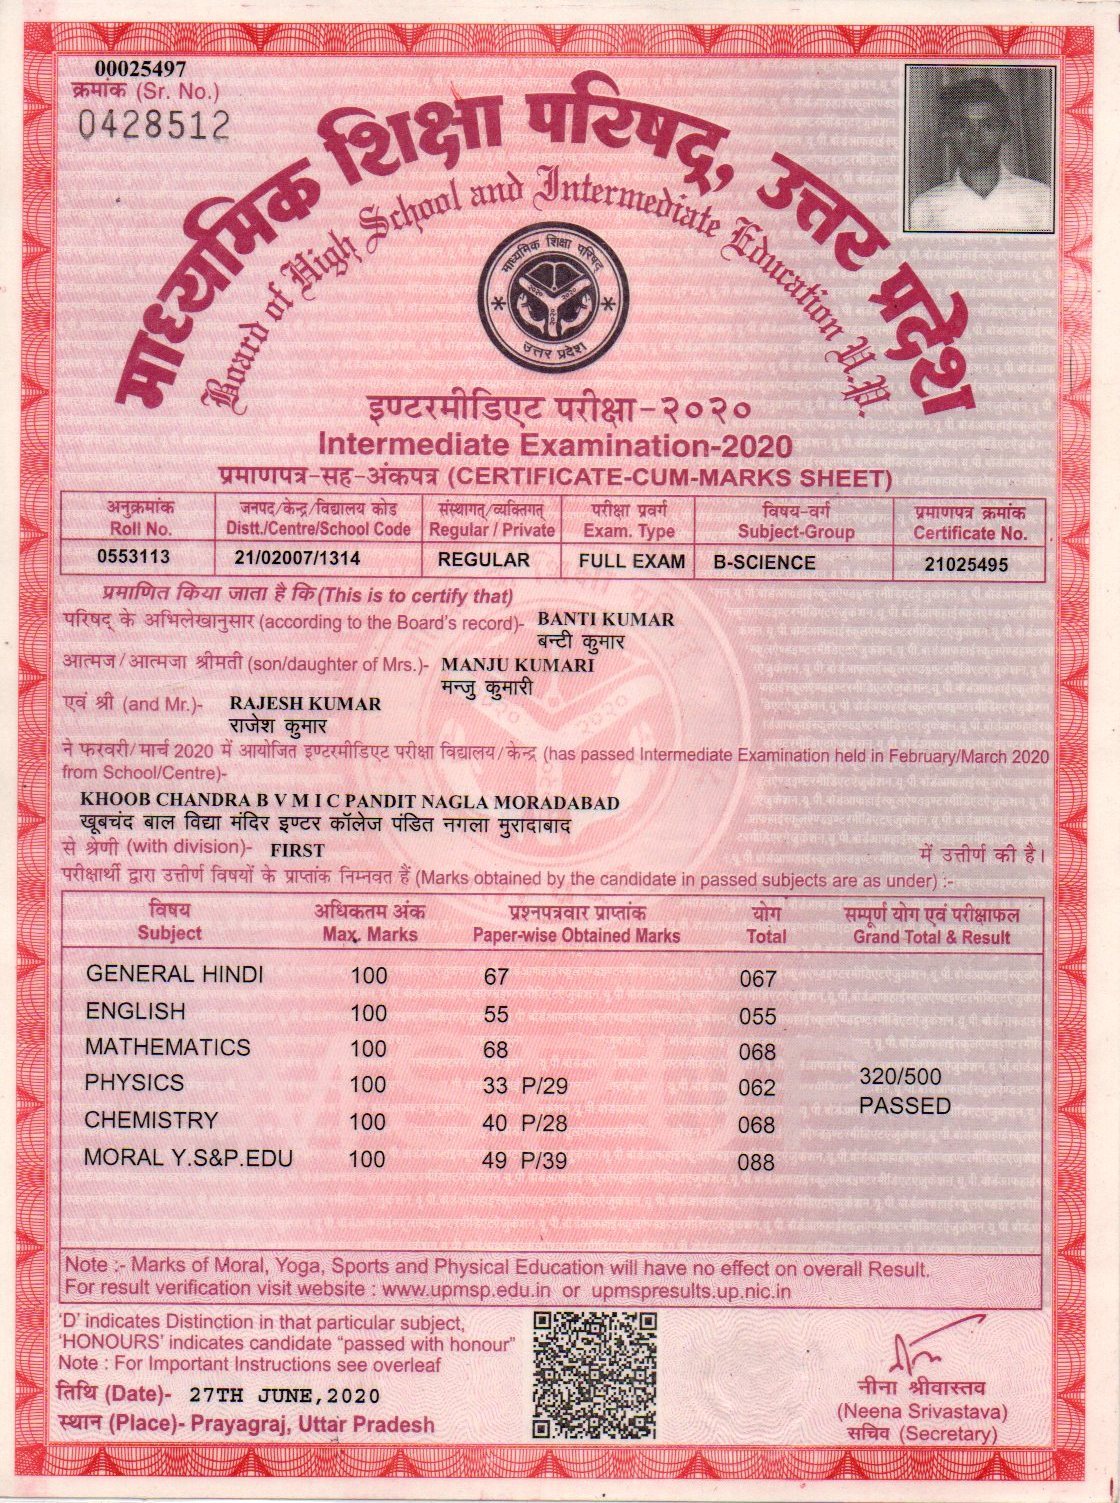 00025497
क्रमांक (Sr. No.)
0428512
माध्यमिक शिक्षा परिषद्, उत्तर प्रदेश
Board of High School and Intermediate Education U.P.
माध्यमिक शिक्षा परिषद्
उत्तर प्रदेश
इण्टरमीडिएट परीक्षा-२०२०
Intermediate Examination-2020
प्रमाणपत्र-सह-अंकपत्र (CERTIFICATE-CUM-MARKS SHEET)
अनुक्रमांक जनपद/केन्द्र/विद्यालय कोड संस्थागत्/व्यक्तिगत् परीक्षा प्रवर्ग विषय-वर्ग प्रमाणपत्र क्रमांक
Roll No. Distt./Centre/School Code Regular / Private Exam. Type Subject-Group Certificate No.
0553113 21/02007/1314 REGULAR FULL EXAM B-SCIENCE 21025495
प्रमाणित किया जाता है कि (This is to certify that)
परिषद् के अभिलेखानुसार (according to the Board's record)- BANTI KUMAR
बन्टी कुमार
आत्मज/आत्मजा श्रीमती (son/daughter of Mrs.)- MANJU KUMARI
मन्जु कुमारी
एवं श्री (and Mr.)- RAJESH KUMAR
राजेश कुमार
ने फरवरी/मार्च 2020 में आयोजित इण्टरमीडिएट परीक्षा विद्यालय/केन्द्र (has passed Intermediate Examination held in February/March 2020
from School/Centre)-
KHOOB CHANDRA B V M I C PANDIT NAGLA MORADABAD
खूबचंद बाल विद्या मंदिर इण्टर कॉलेज पंडित नगला मुरादाबाद
से श्रेणी (with division)- FIRST में उत्तीर्ण की है।
परीक्षार्थी द्वारा उत्तीर्ण विषयों के प्राप्तांक निम्नवत हैं (Marks obtained by the candidate in passed subjects are as under) :-
विषय अधिकतम अंक प्रश्नपत्रवार प्राप्तांक योग सम्पूर्ण योग एवं परीक्षाफल
Subject Max. Marks Paper-wise Obtained Marks Total Grand Total & Result
GENERAL HINDI 100 67 067
ENGLISH 100 55 055
MATHEMATICS 100 68 068
PHYSICS 100 33 P/29 062 320/500
CHEMISTRY 100 40 P/28 068 PASSED
MORAL Y.S&P.EDU 100 49 P/39 088
Note :- Marks of Moral, Yoga, Sports and Physical Education will have no effect on overall Result.
For result verification visit website : www.upmsp.edu.in or upmspresults.up.nic.in
'D' indicates Distinction in that particular subject,
'HONOURS' indicates candidate "passed with honour"
Note : For Important Instructions see overleaf
तिथि (Date)- 27TH JUNE,2020
स्थान (Place)- Prayagraj, Uttar Pradesh
नीना श्रीवास्तव
(Neena Srivastava)
सचिव (Secretary)